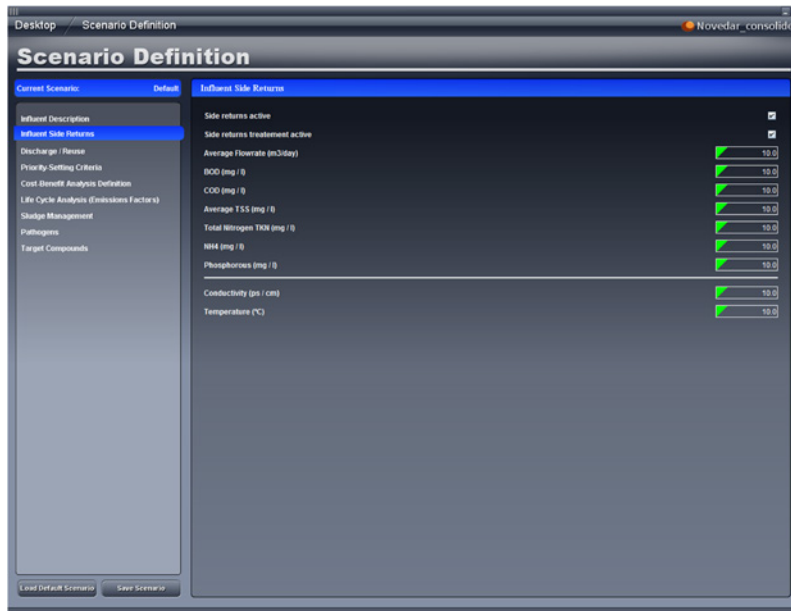 Desktop / Scenario Definition
Novedar_consolide
Scenario Definition
Current Scenario: Default
Influent Description
Influent Side Returns
Discharge / Reuse
Priority-Setting Criteria
Cost-Benefit Analysis Definition
Life Cycle Analysis (Emissions Factors)
Sludge Management
Pathogens
Target Compounds
Load Default Scenario
Save Scenario
Influent Side Returns
Side returns active
Side returns treatement active
Average Flowrate (m3/day) 10.0
BOD (mg / l) 10.0
COD (mg / l) 10.0
Average TSS (mg / l) 10.0
Total Nitrogen TKN (mg / l) 10.0
NH4 (mg / l) 10.0
Phosphorous (mg / l) 10.0
Conductivity (ps / cm) 10.0
Temperature (ºC) 10.0